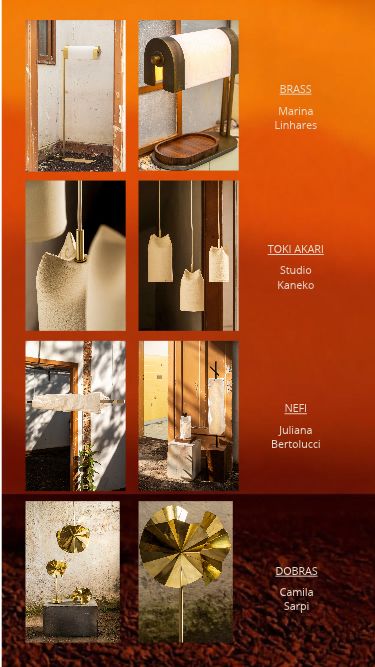 BRASS
Marina
Linhares
TOKI AKARI
Studio
Kaneko
NEFI
Juliana
Bertolucci
DOBRAS
Camila
Sarpi